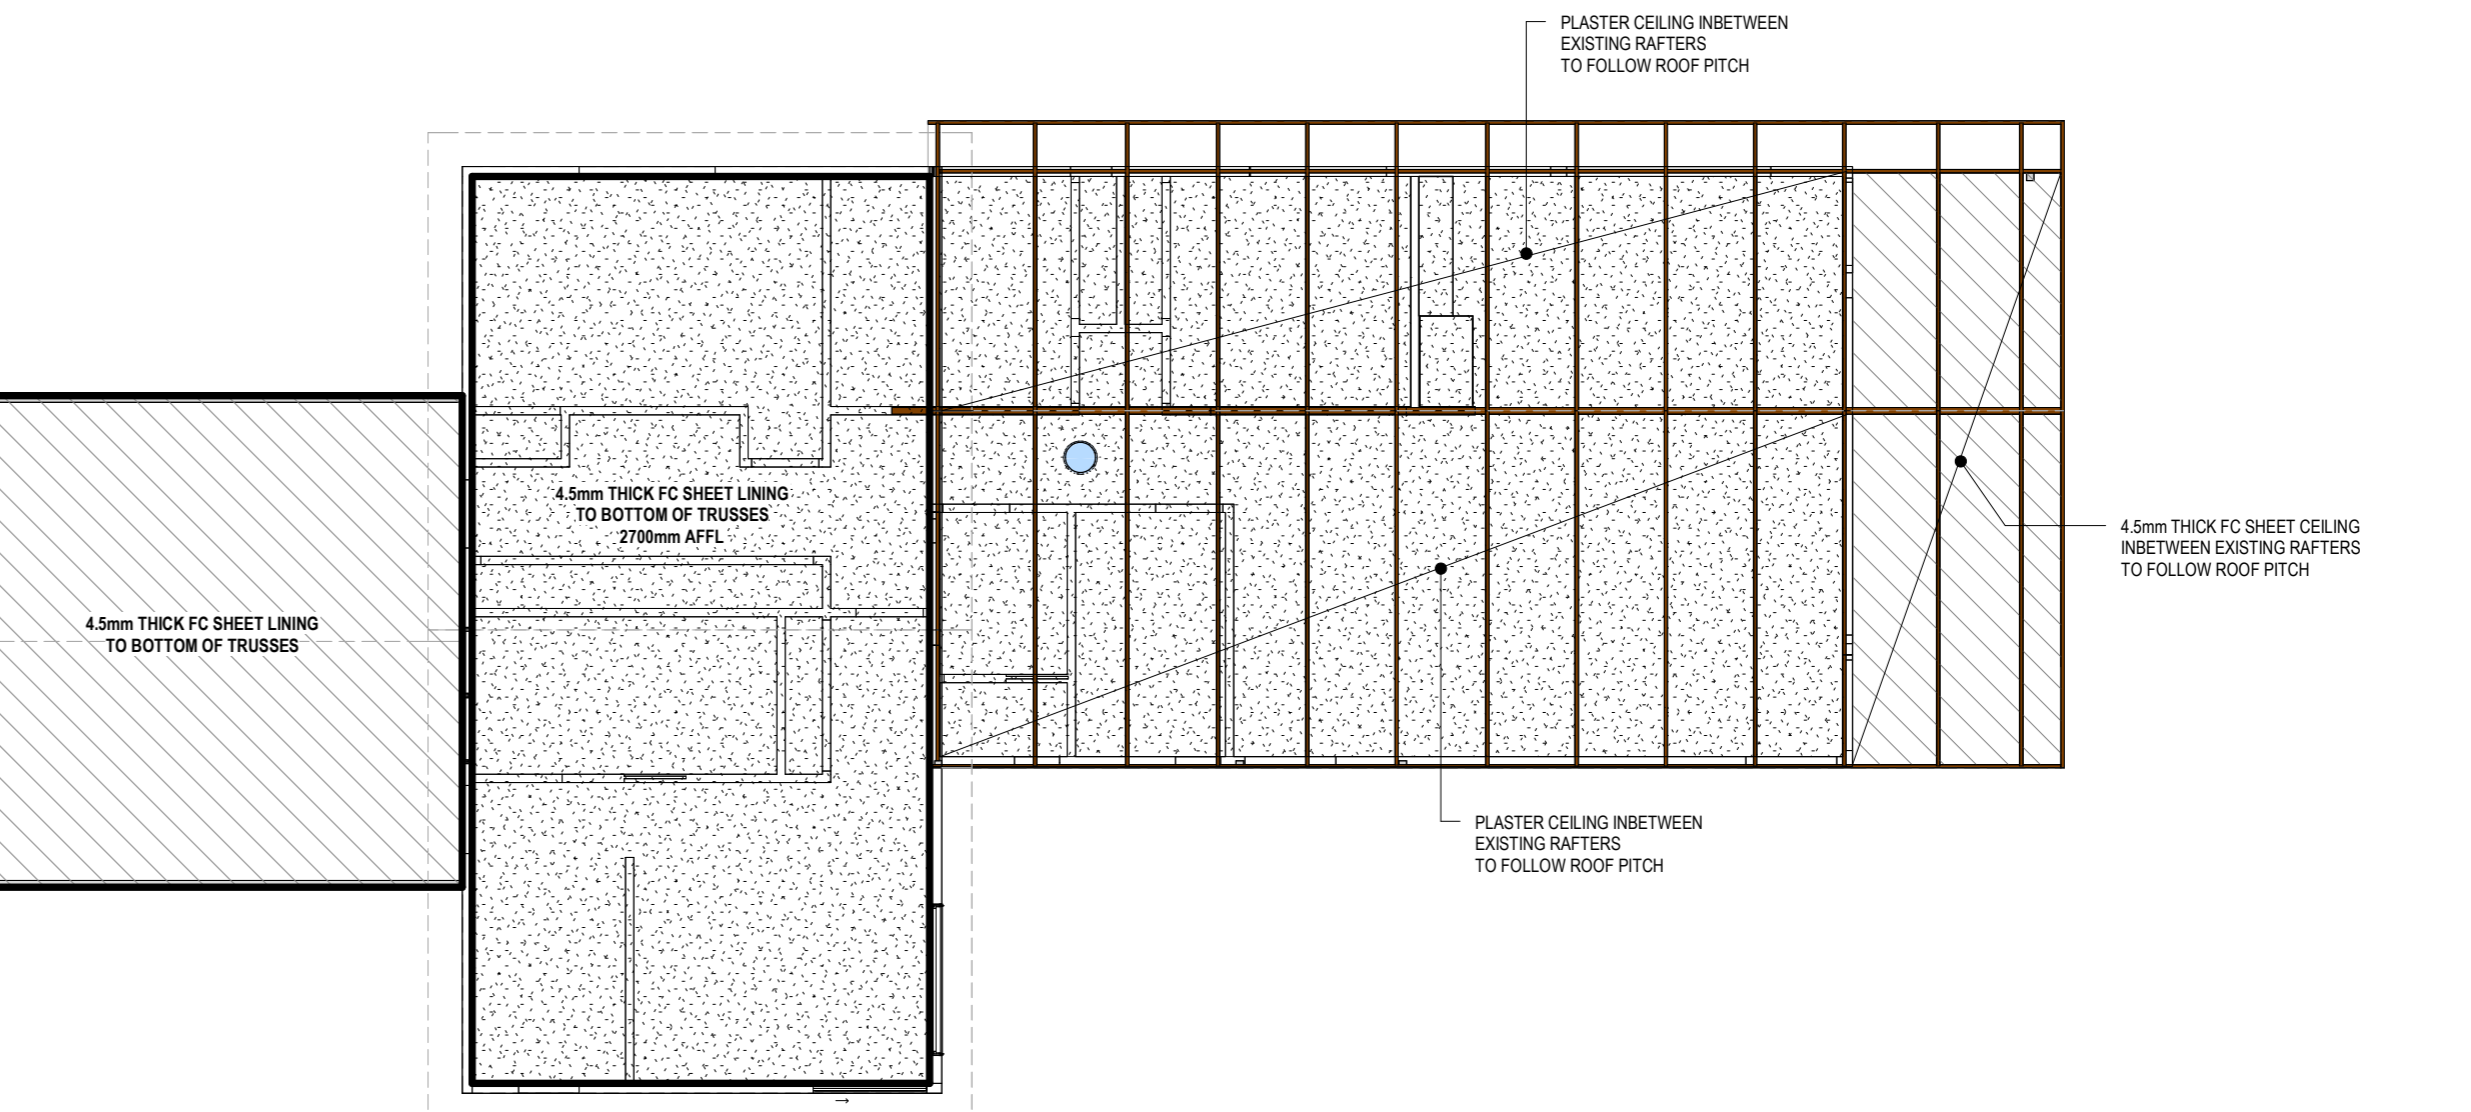 PLASTER CEILING INBETWEEN
EXISTING RAFTERS
TO FOLLOW ROOF PITCH
4.5mm THICK FC SHEET LINING
TO BOTTOM OF TRUSSES
2700mm AFFL
4.5mm THICK FC SHEET CEILING
INBETWEEN EXISTING RAFTERS
TO FOLLOW ROOF PITCH
4.5mm THICK FC SHEET LINING
TO BOTTOM OF TRUSSES
PLASTER CEILING INBETWEEN
EXISTING RAFTERS
TO FOLLOW ROOF PITCH